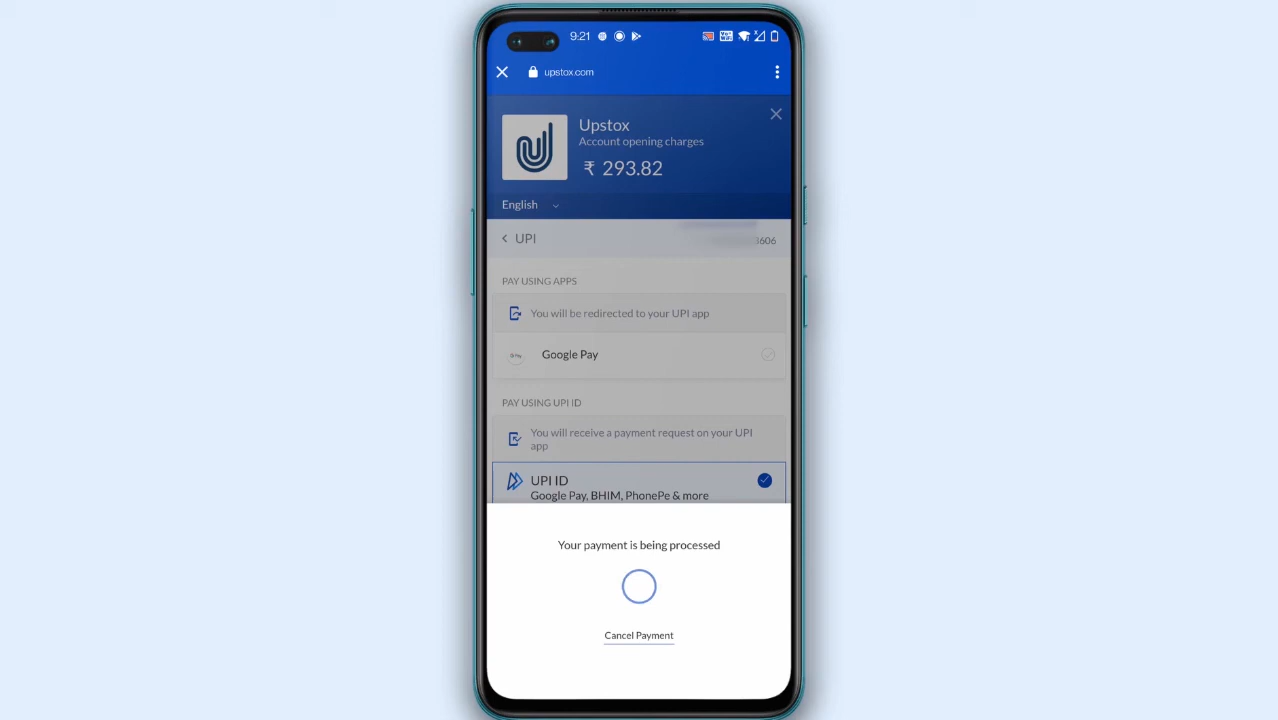 9:21
upstox.com
Upstox
Account opening charges
₹ 293.82
English
UPI
3606
PAY USING APPS
You will be redirected to your UPI app
Google Pay
PAY USING UPI ID
You will receive a payment request on your UPI
app
UPI ID
Google Pay, BHIM, PhonePe & more
Your payment is being processed
Cancel Payment